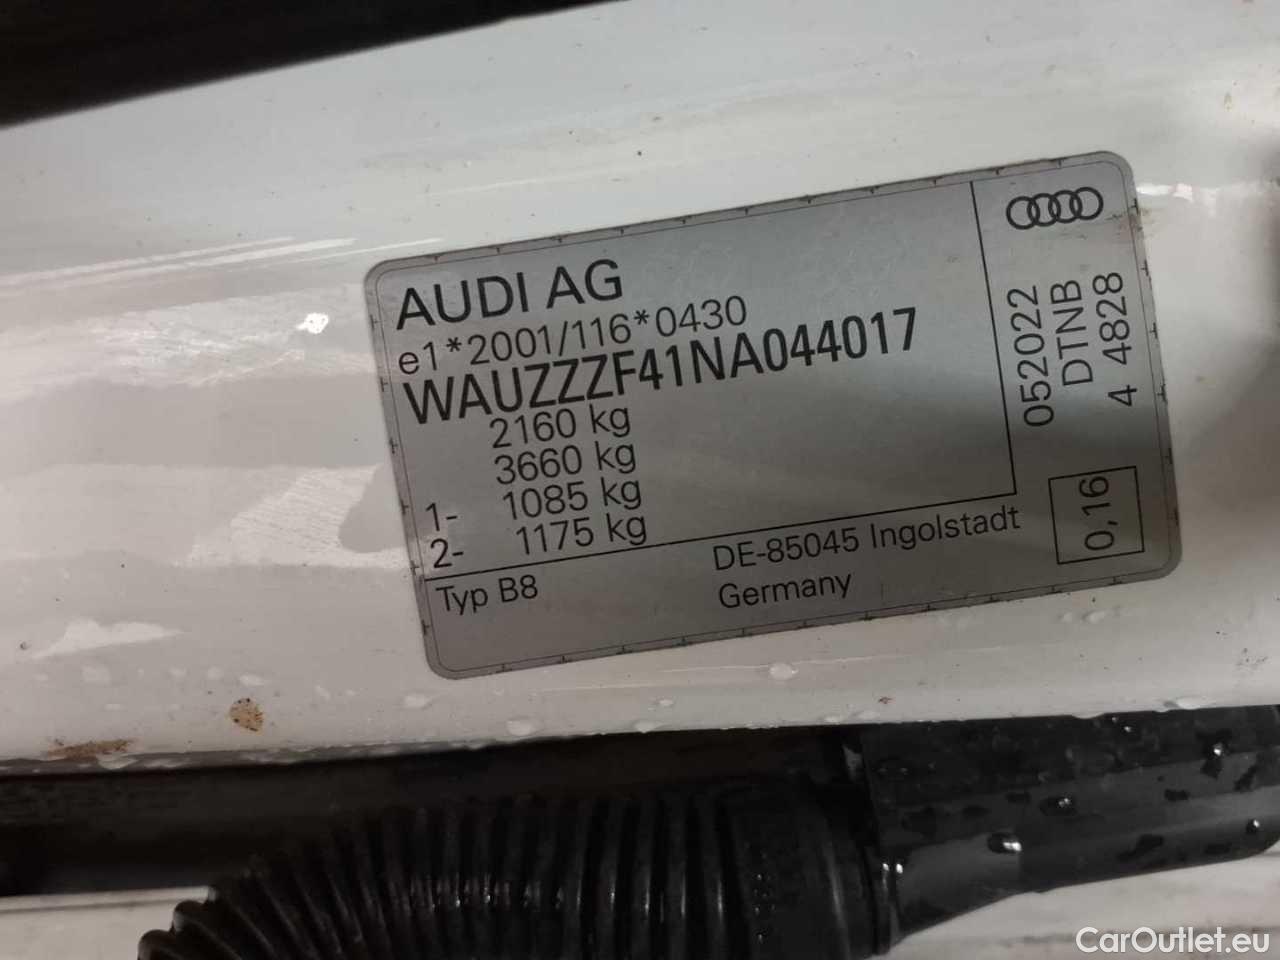 AUDI AG
e1*2001/116*0430
WAUZZZF41NA044017
2160 kg
3660 kg
1- 1085 kg
2- 1175 kg
Typ B8
DE-85045 Ingolstadt
Germany
052022
DTNB
4 4828
0,16
CarOutlet.eu